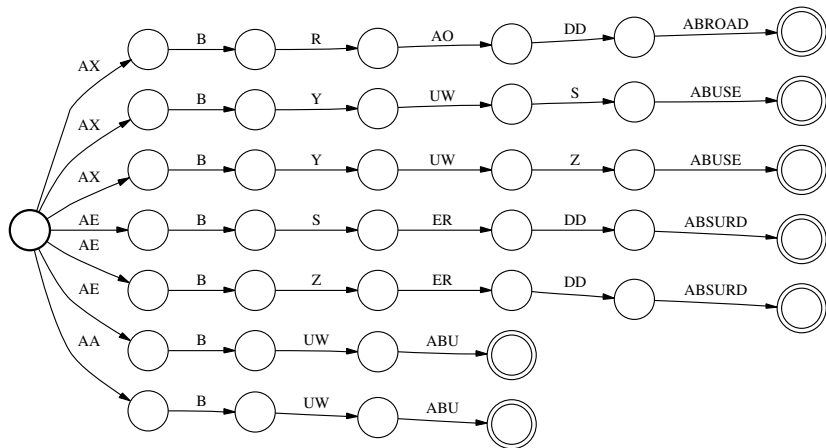 AX B R AO DD ABROAD
AX B Y UW S ABUSE
AX B Y UW Z ABUSE
AE B S ER DD ABSURD
AE B Z ER DD ABSURD
AE B UW ABU
AA B UW ABU